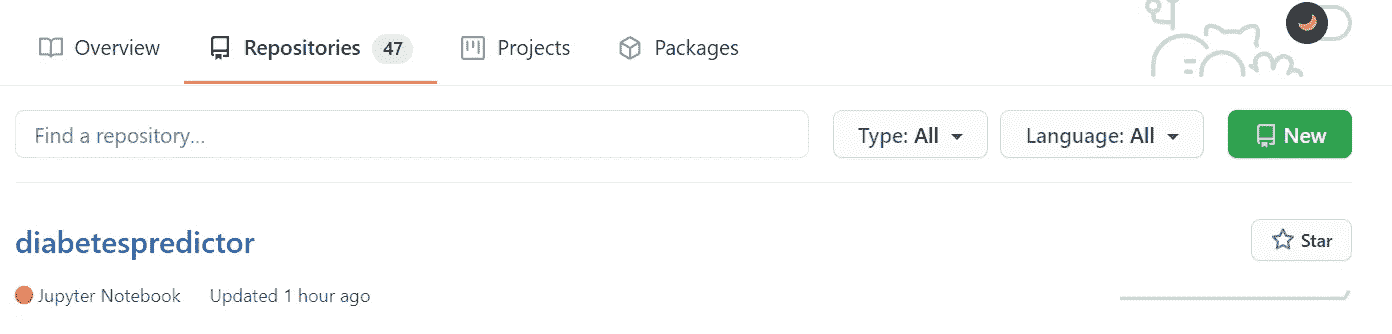 Overview Repositories 47 Projects Packages
Find a repository... Type: All Language: All New
diabetespredictor Star
Jupyter Notebook Updated 1 hour ago